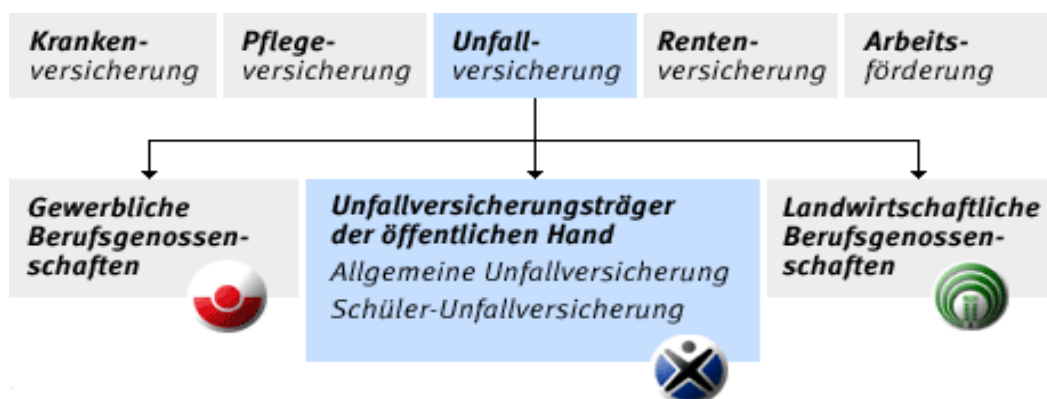 Kranken-
versicherung
Pflege-
versicherung
Unfall-
versicherung
Renten-
versicherung
Arbeits-
förderung
Gewerbliche
Berufsgenossen-
schaften
Unfallversicherungsträger
der öffentlichen Hand
Allgemeine Unfallversicherung
Schüler-Unfallversicherung
Landwirtschaftliche
Berufsgenossen-
schaften